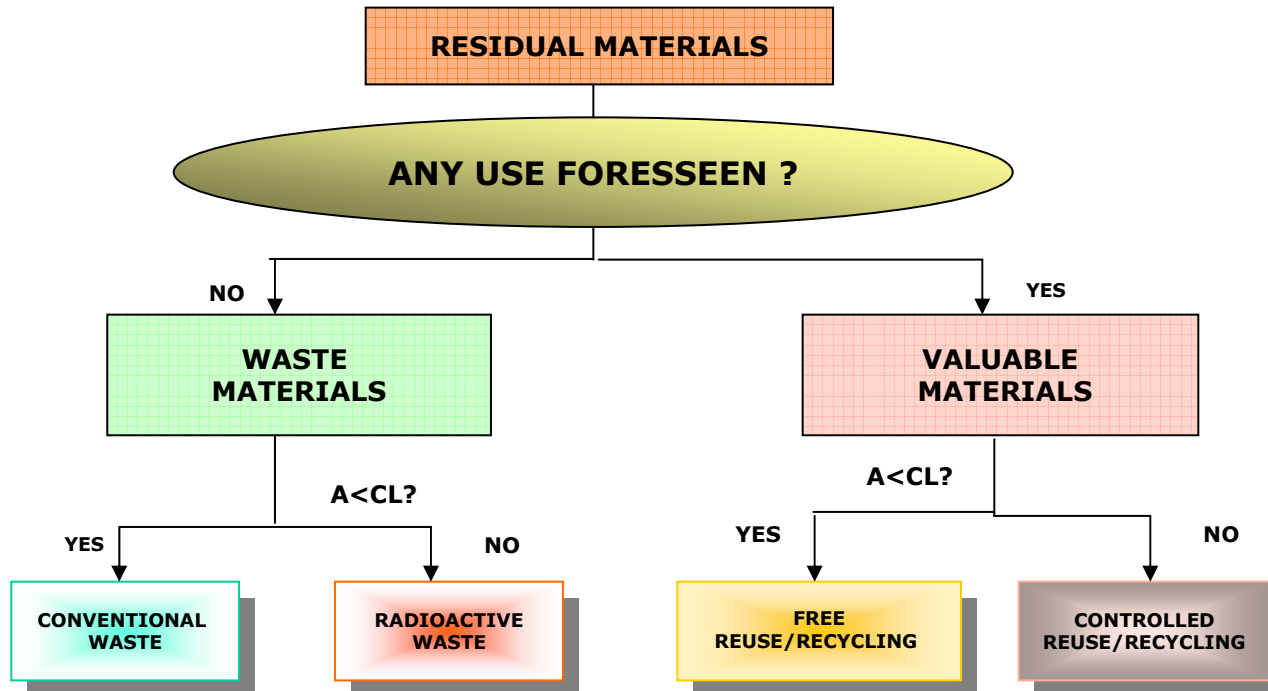 RESIDUAL MATERIALS
ANY USE FORESSEEN ?
NO
YES
WASTE
MATERIALS
VALUABLE
MATERIALS
A<CL?
A<CL?
YES
NO
YES
NO
CONVENTIONAL
WASTE
RADIOACTIVE
WASTE
FREE
REUSE/RECYCLING
CONTROLLED
REUSE/RECYCLING